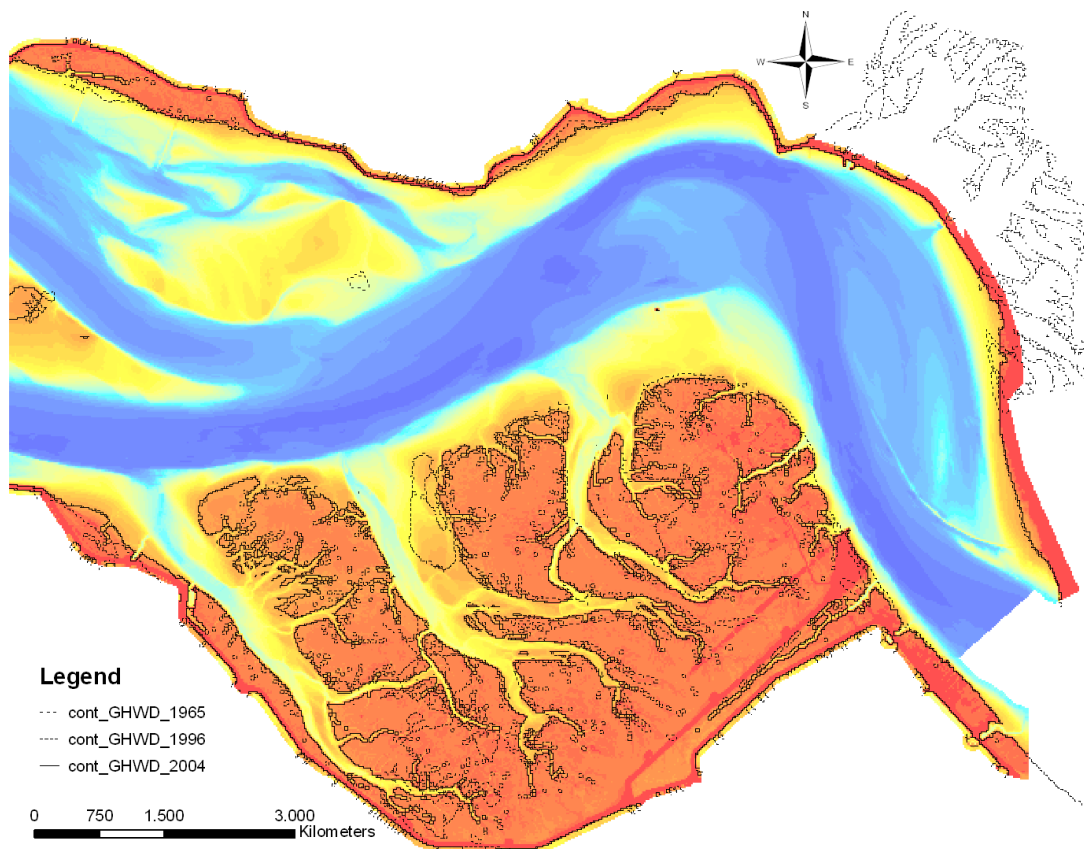 N
W E
S
Legend
cont_GHWD_1965
cont_GHWD_1996
cont_GHWD_2004
0 750 1.500 3.000
Kilometers